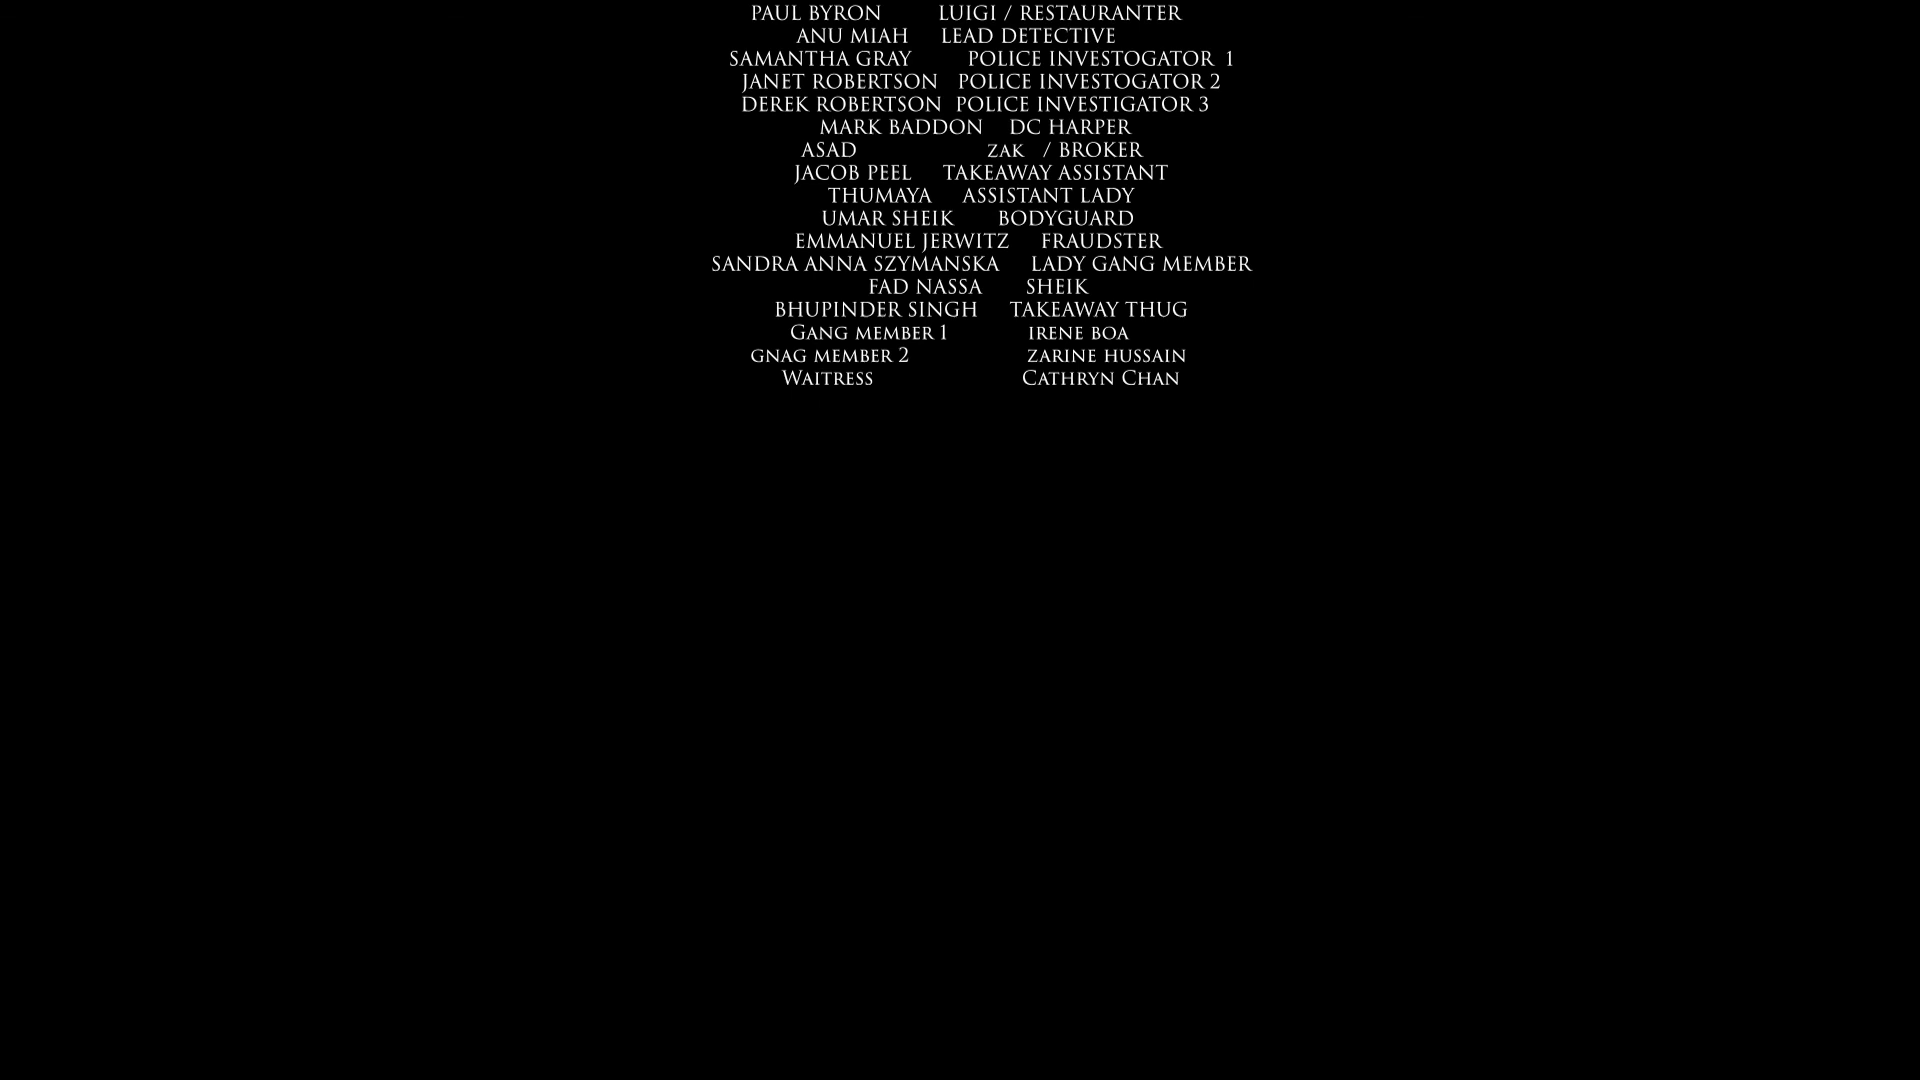 PAUL BYRON LUIGI / RESTAURANTER
ANU MIAH LEAD DETECTIVE
SAMANTHA GRAY POLICE INVESTOGATOR 1
JANET ROBERTSON POLICE INVESTOGATOR 2
DEREK ROBERTSON POLICE INVESTIGATOR 3
MARK BADDON DC HARPER
ASAD ZAK / BROKER
JACOB PEEL TAKEAWAY ASSISTANT
THUMAYA ASSISTANT LADY
UMAR SHEIK BODYGUARD
EMMANUEL JERWITZ FRAUDSTER
SANDRA ANNA SZYMANSKA LADY GANG MEMBER
FAD NASSA SHEIK
BHUPINDER SINGH TAKEAWAY THUG
GANG MEMBER 1 IRENE BOA
GNAG MEMBER 2 ZARINE HUSSAIN
WAITRESS CATHRYN CHAN